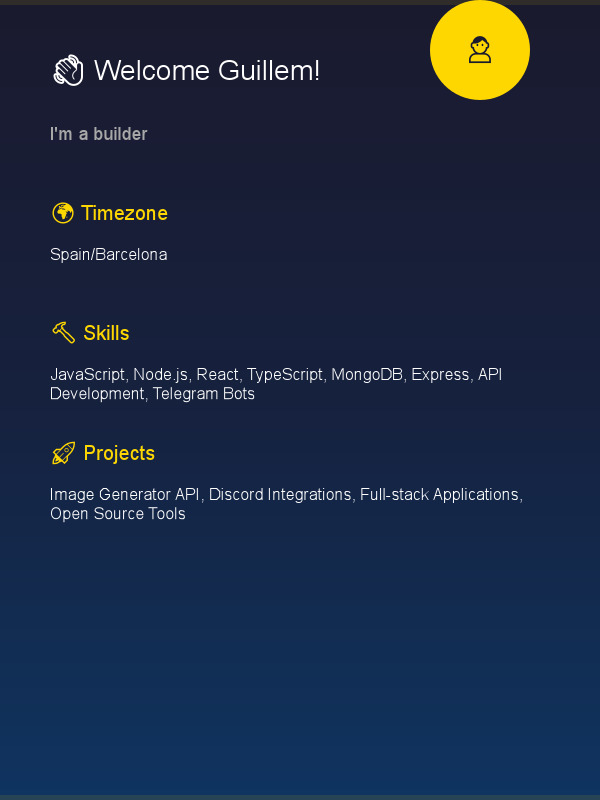 👋 Welcome Guillem!
I'm a builder
🌍 Timezone
Spain/Barcelona
🔨 Skills
JavaScript, Node.js, React, TypeScript, MongoDB, Express, API
Development, Telegram Bots
🚀 Projects
Image Generator API, Discord Integrations, Full-stack Applications,
Open Source Tools